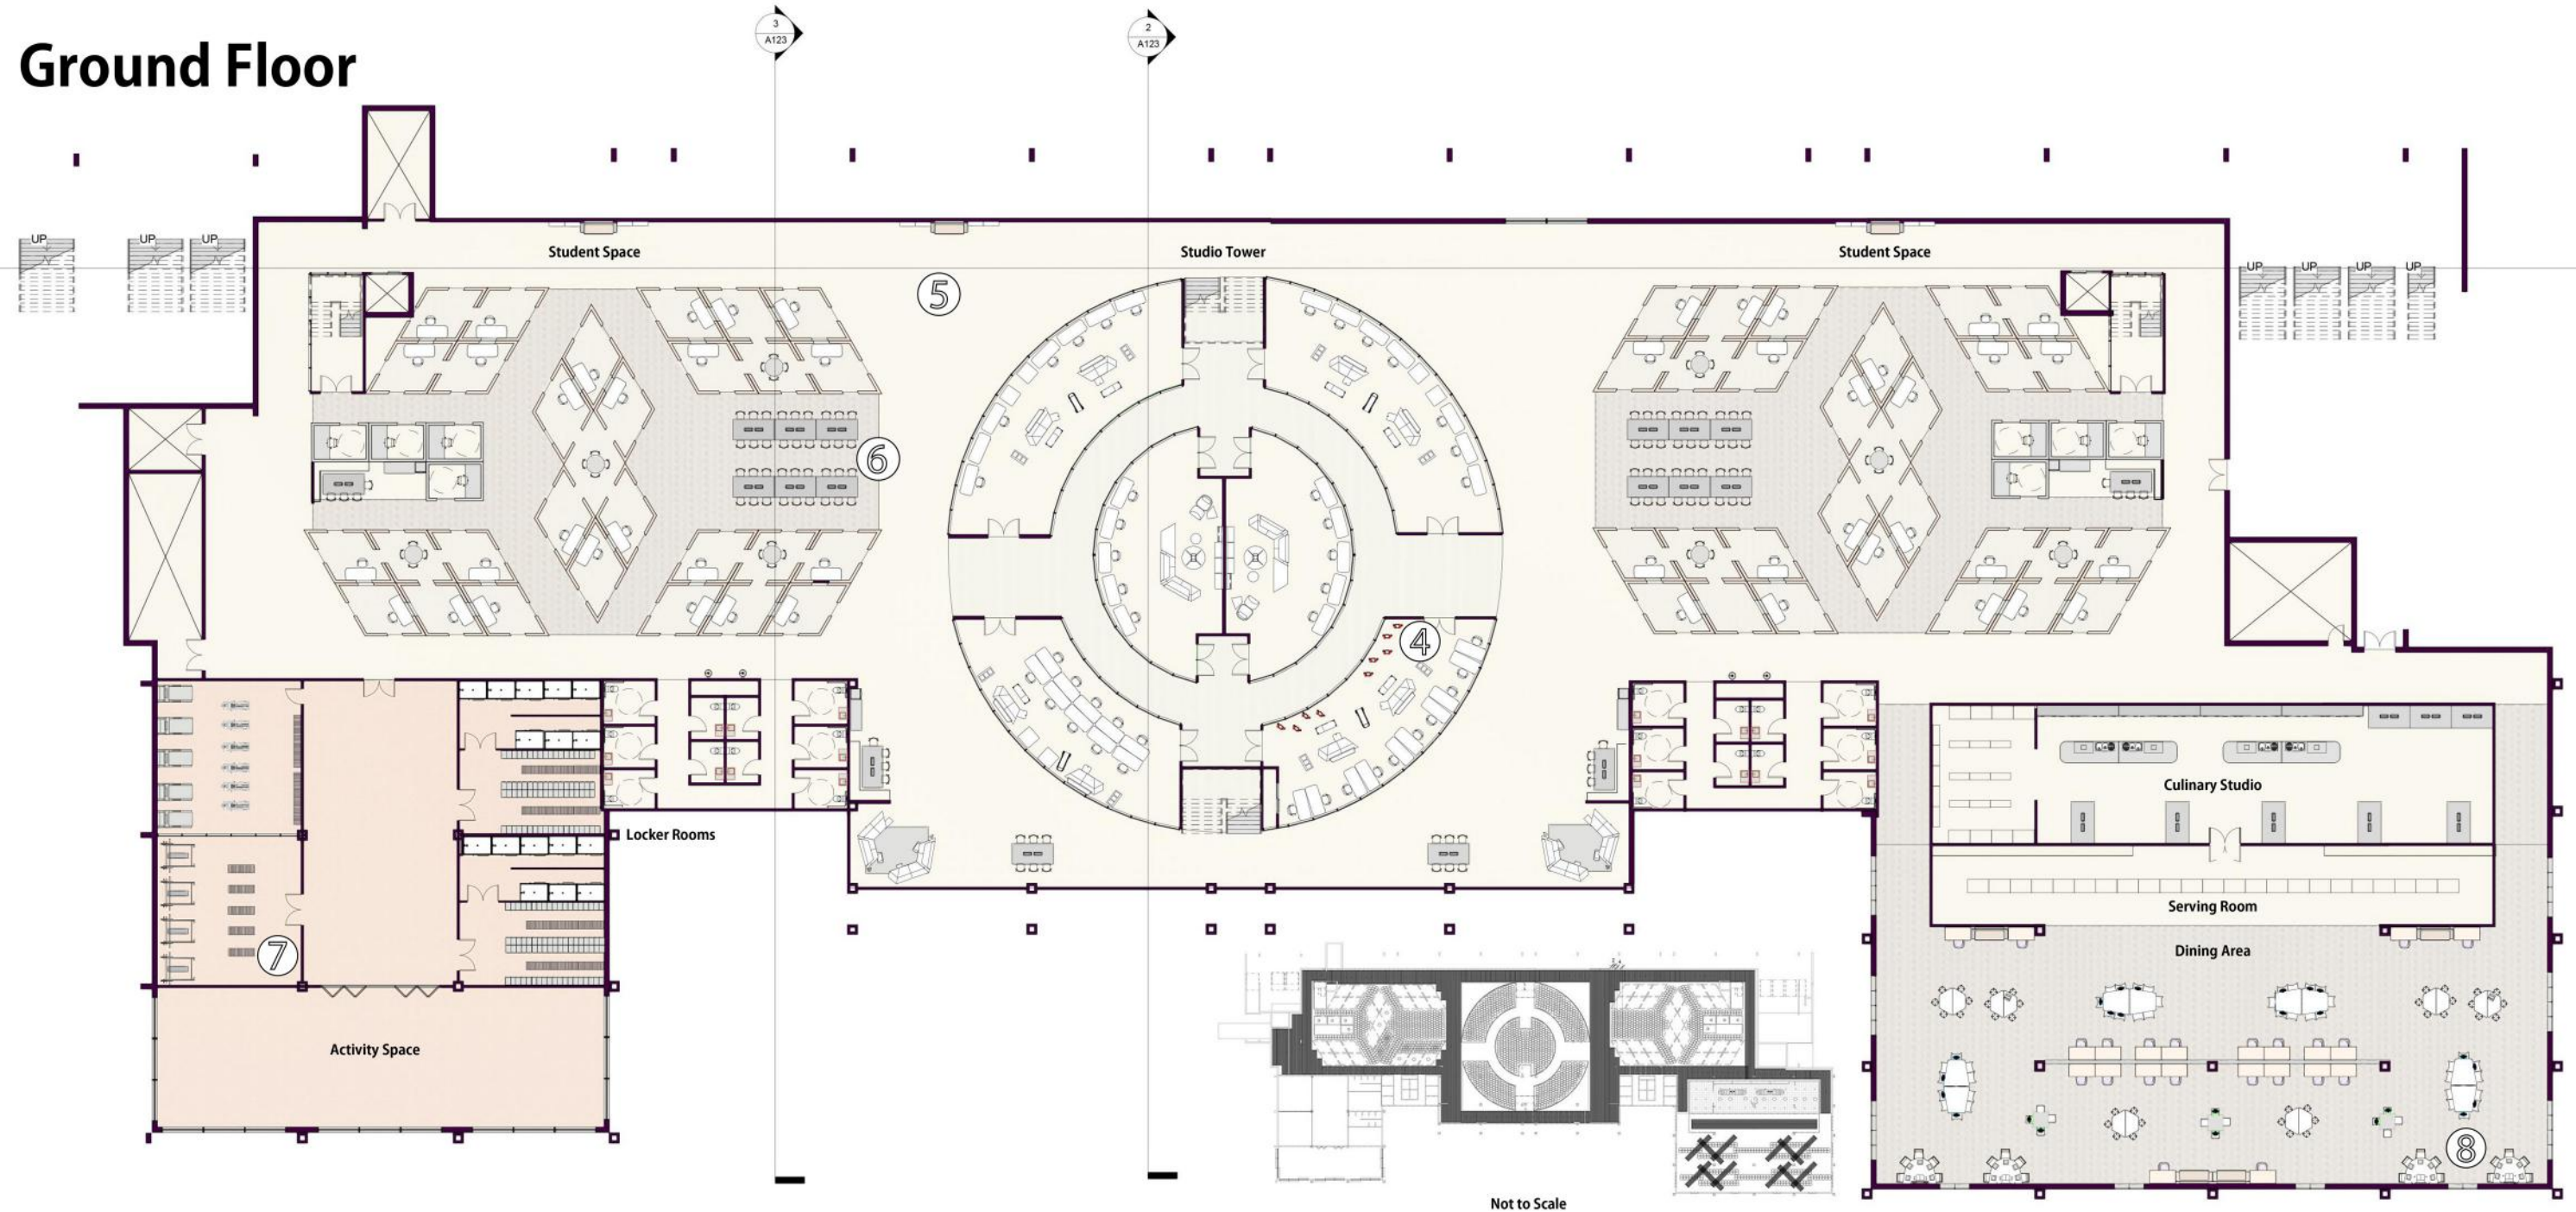 Ground Floor
3
A123
2
A123
UP
UP
UP
Student Space
Studio Tower
Student Space
UP
UP
UP
UP
5
6
4
Locker Rooms
Culinary Studio
Serving Room
7
Dining Area
Activity Space
8
Not to Scale